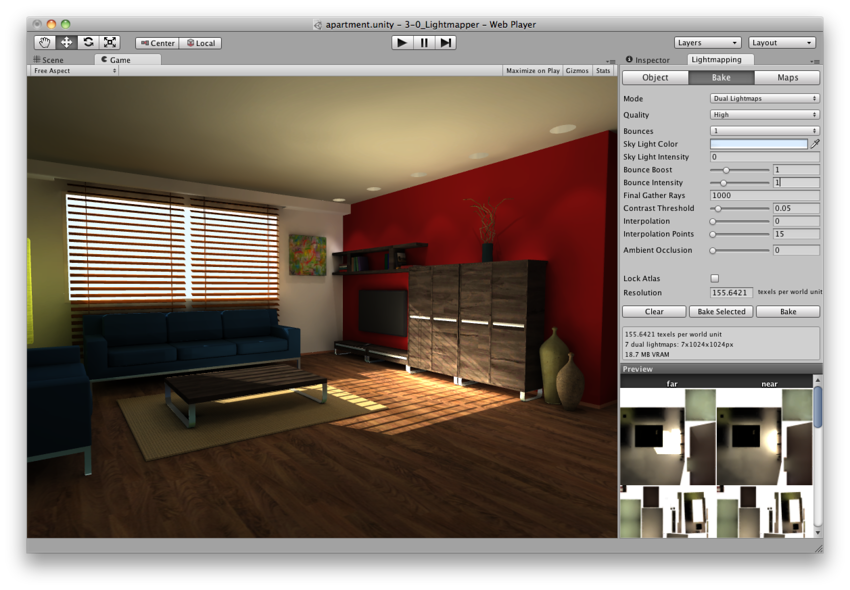 apartment.unity - 3-0_Lightmapper - Web Player
Center Local
Layers Layout
Scene Game
Inspector Lightmapping
Free Aspect Maximize on Play Gizmos Stats
Object Bake Maps
Mode Dual Lightmaps
Quality High
Bounces 1
Sky Light Color
Sky Light Intensity 0
Bounce Boost 1
Bounce Intensity 1
Final Gather Rays 1000
Contrast Threshold 0.05
Interpolation 0
Interpolation Points 15
Ambient Occlusion 0
Lock Atlas
Resolution 155.6421 texels per world unit
Clear Bake Selected Bake
155.6421 texels per world unit
7 dual lightmaps: 7x1024x1024px
18.7 MB VRAM
Preview
far near